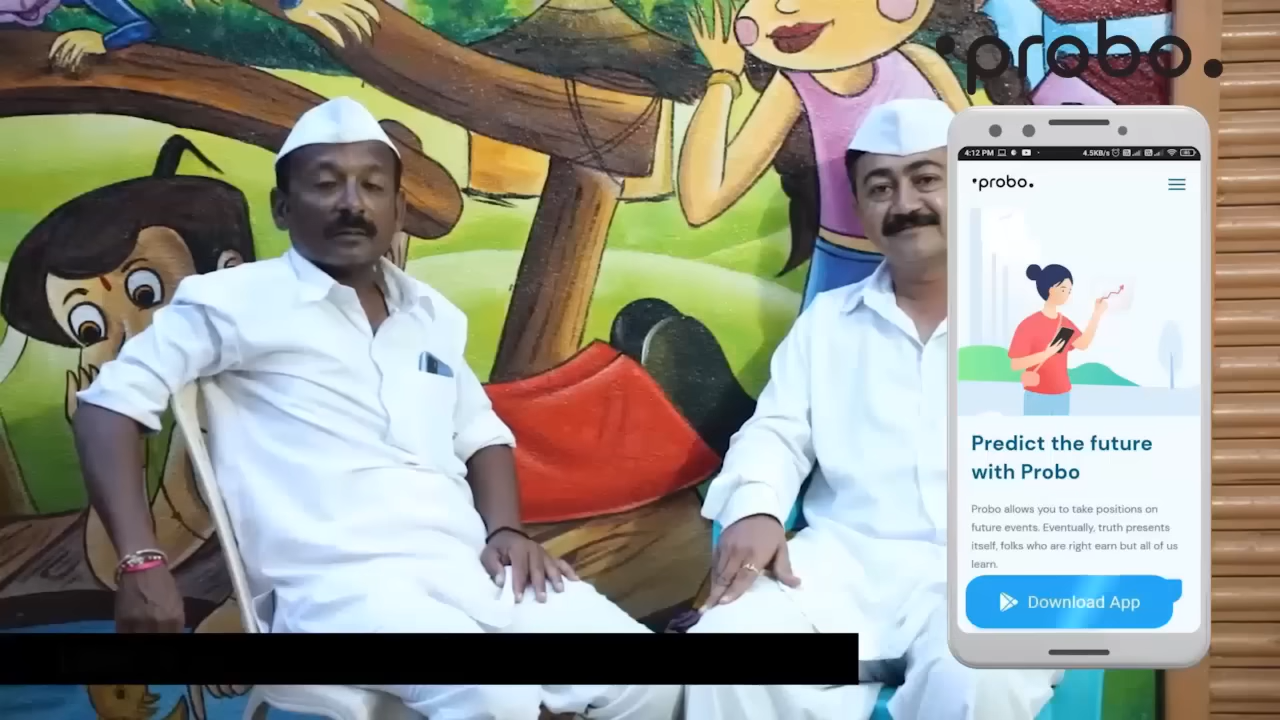 probo.
4:12 PM
4.5KB/s
probo.
Predict the future
with Probo
Probo allows you to take positions on
future events. Eventually, truth presents
itself, folks who are right earn but all of us
learn.
Download App